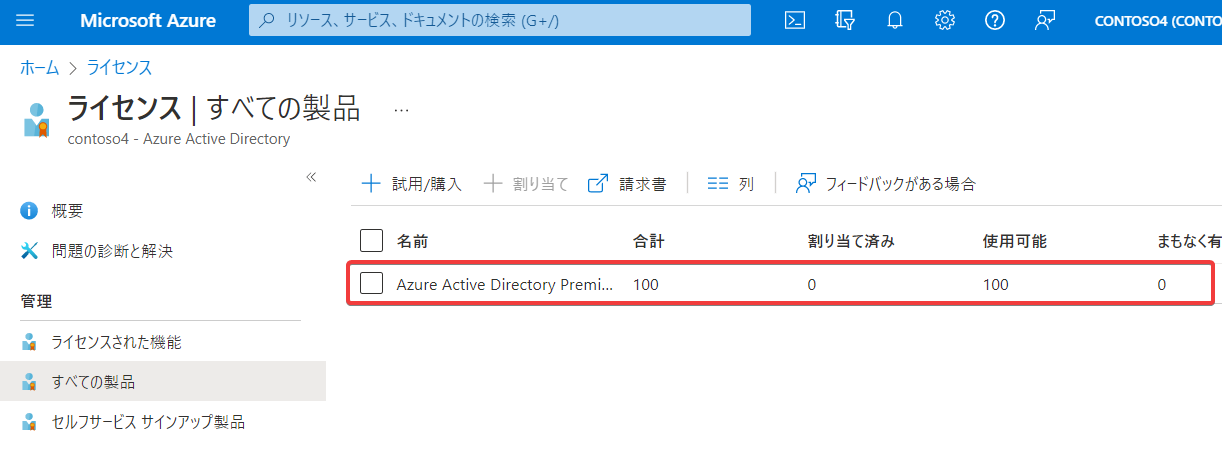 Microsoft Azure
リソース、サービス、ドキュメントの検索 (G+/)
CONTOSO4 (CONTO
ホーム > ライセンス
ライセンス | すべての製品 ...
contoso4 - Azure Active Directory
«
概要
問題の診断と解決
管理
ライセンスされた機能
すべての製品
セルフサービス サインアップ製品
+ 試用/購入 + 割り当て 請求書 列 フィードバックがある場合
名前 合計 割り当て済み 使用可能 まもなく有
Azure Active Directory Premi... 100 0 100 0